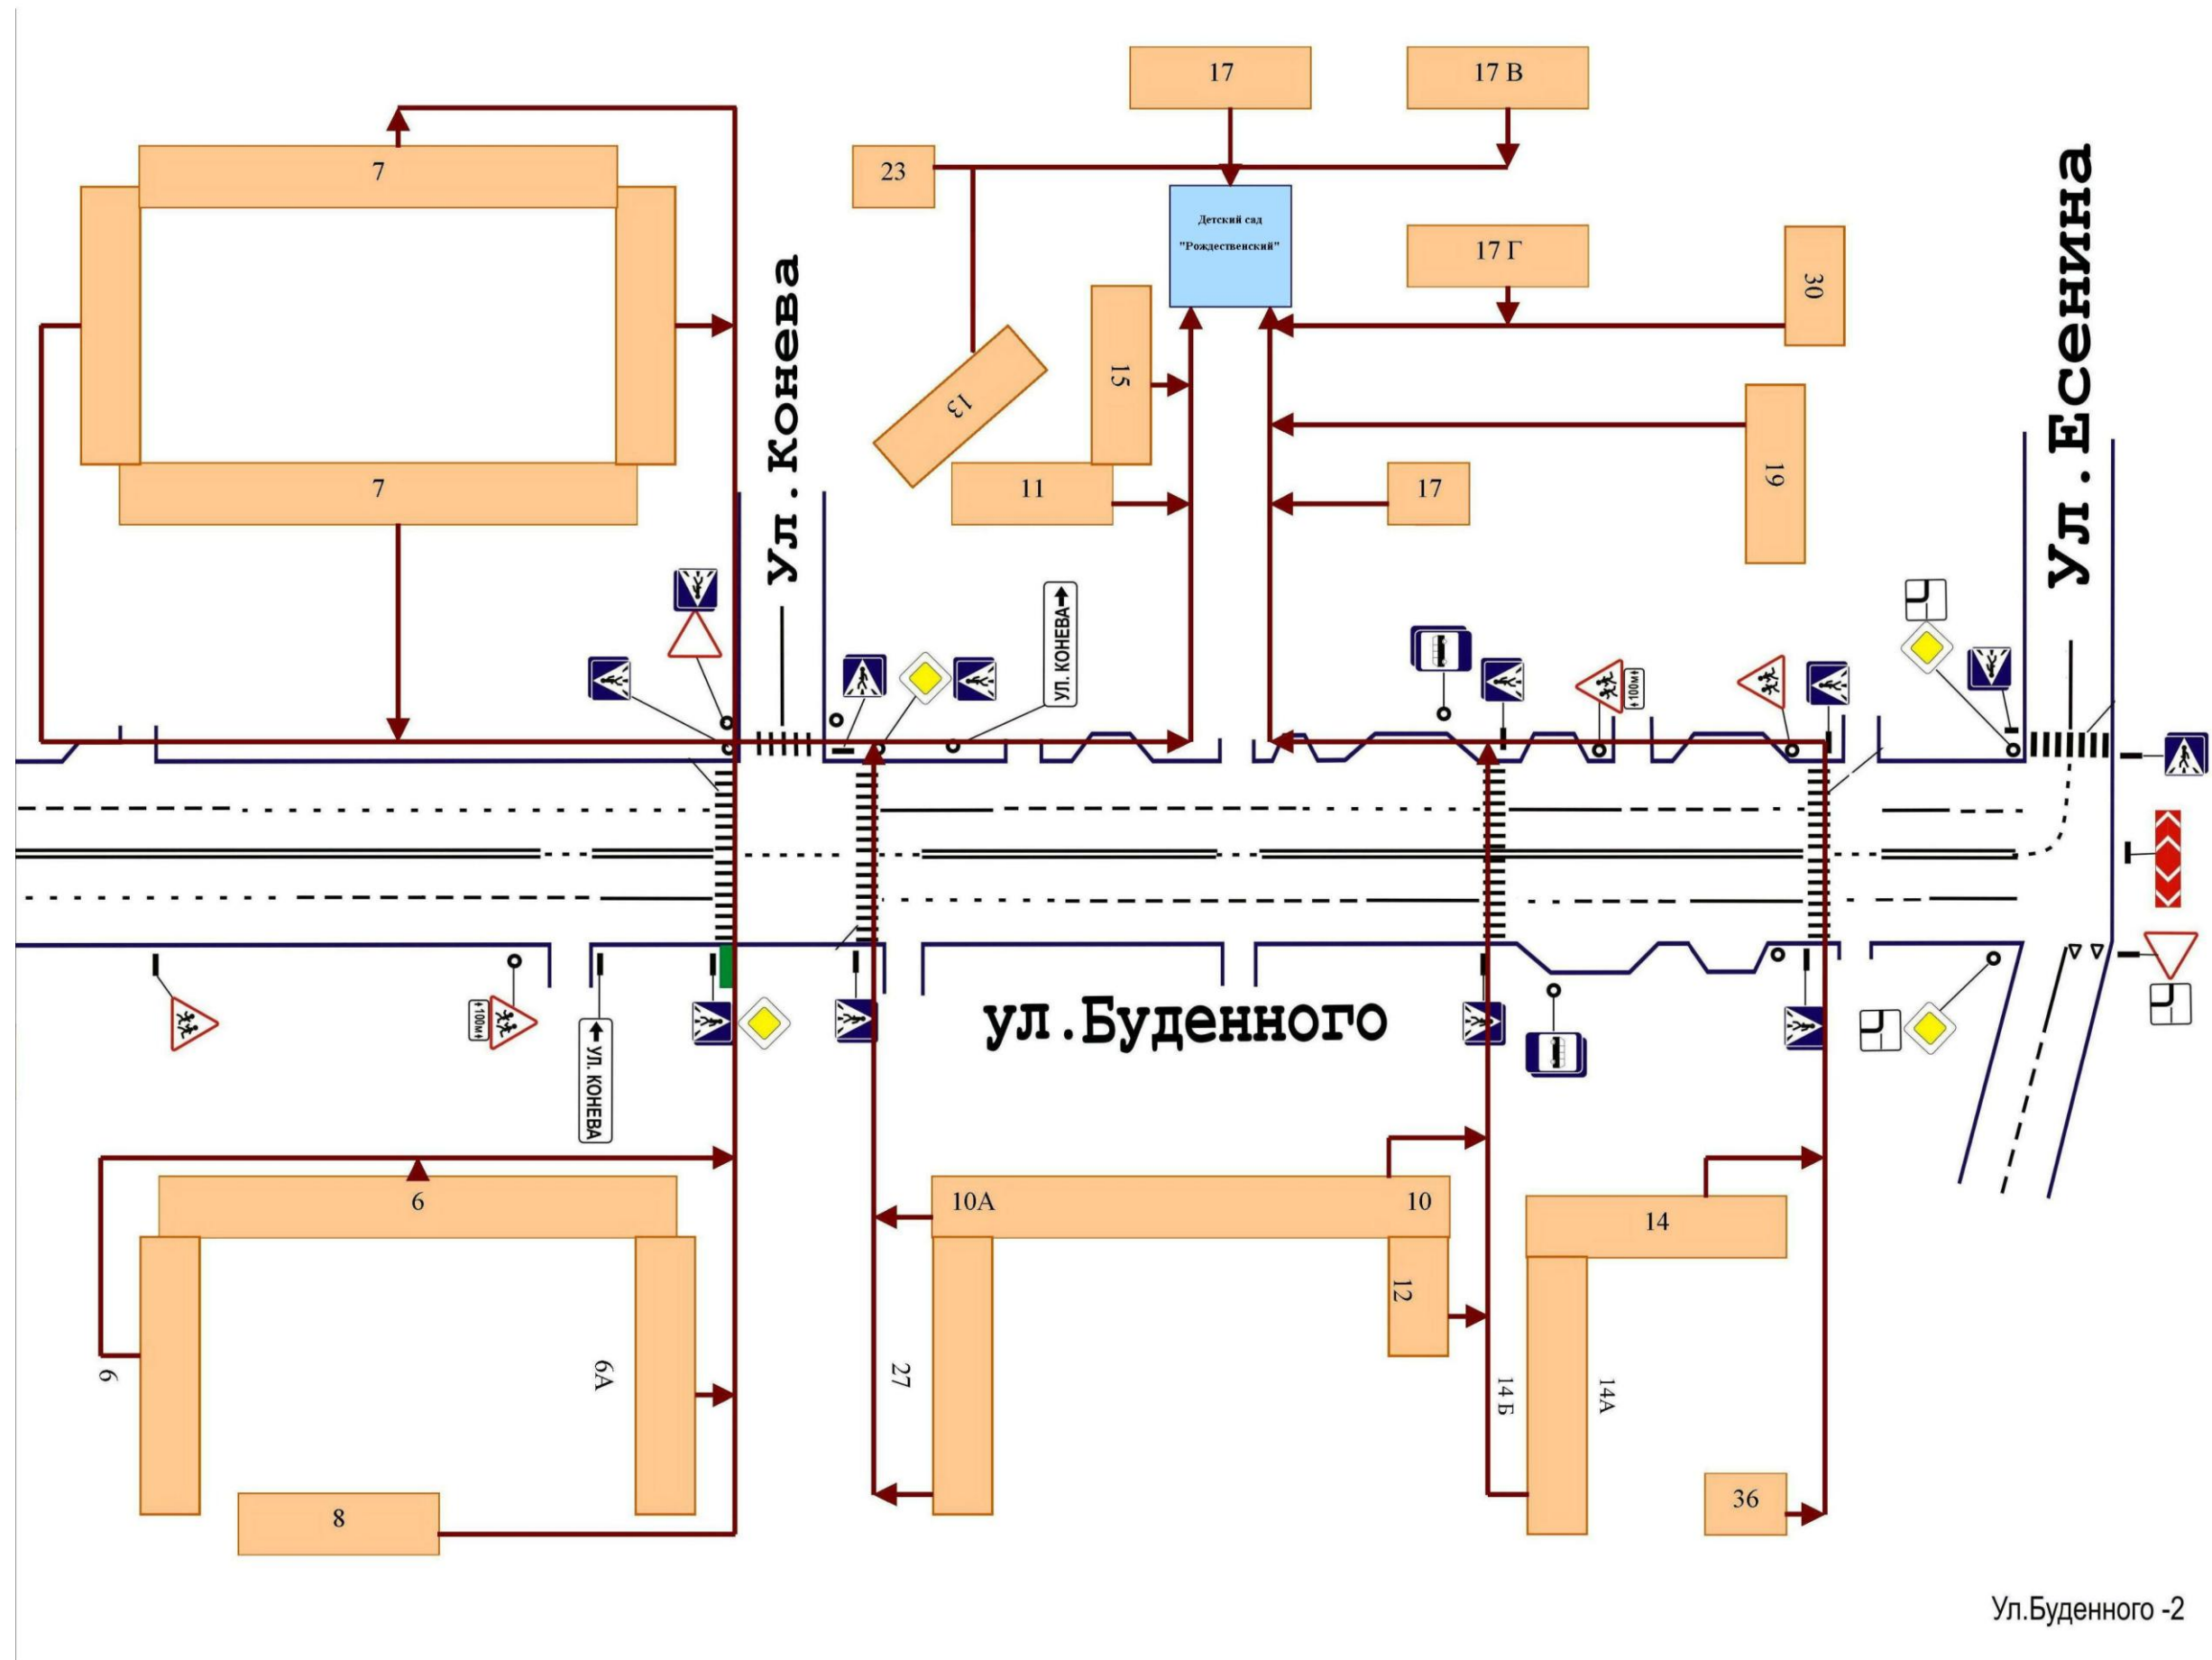 17
17 В
7
23
Детский сад
"Рождественский"
17 Г
30
ул.Конева
ул.Есенина
15
13
11
7
17
19
УЛ. КОНЕВА
100м
100м
УЛ. КОНЕВА
ул.Буденного
6
10А
10
14
12
6
6А
27
14 Б
14А
8
36
Ул.Буденного -2